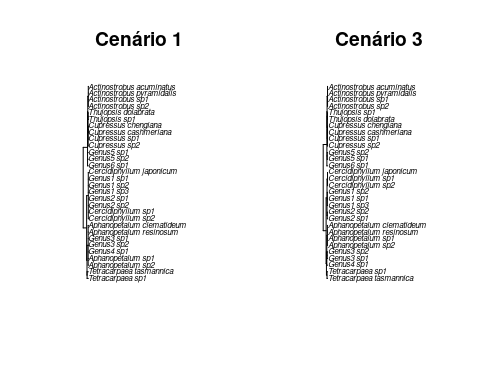 Cenário 1
Actinostrobus acuminatus
Actinostrobus pyramidalis
Actinostrobus sp1
Actinostrobus sp2
Thujopsis dolabrata
Thujopsis sp1
Cupressus chengiana
Cupressus cashmeriana
Cupressus sp1
Cupressus sp2
Genus5 sp1
Genus5 sp2
Genus6 sp1
Cercidiphyllum japonicum
Genus1 sp1
Genus1 sp2
Genus1 sp3
Genus2 sp1
Genus2 sp2
Cercidiphyllum sp1
Cercidiphyllum sp2
Aphanopetalum clematideum
Aphanopetalum resinosum
Genus3 sp1
Genus3 sp2
Genus4 sp1
Aphanopetalum sp1
Aphanopetalum sp2
Tetracarpaea tasmannica
Tetracarpaea sp1
Cenário 3
Actinostrobus acuminatus
Actinostrobus pyramidalis
Actinostrobus sp1
Actinostrobus sp2
Thujopsis sp1
Thujopsis dolabrata
Cupressus chengiana
Cupressus cashmeriana
Cupressus sp1
Cupressus sp2
Genus5 sp2
Genus5 sp1
Genus6 sp1
Cercidiphyllum japonicum
Cercidiphyllum sp1
Cercidiphyllum sp2
Genus1 sp2
Genus1 sp1
Genus1 sp3
Genus2 sp2
Genus2 sp1
Aphanopetalum clematideum
Aphanopetalum resinosum
Aphanopetalum sp1
Aphanopetalum sp2
Genus3 sp2
Genus3 sp1
Genus4 sp1
Tetracarpaea sp1
Tetracarpaea tasmannica